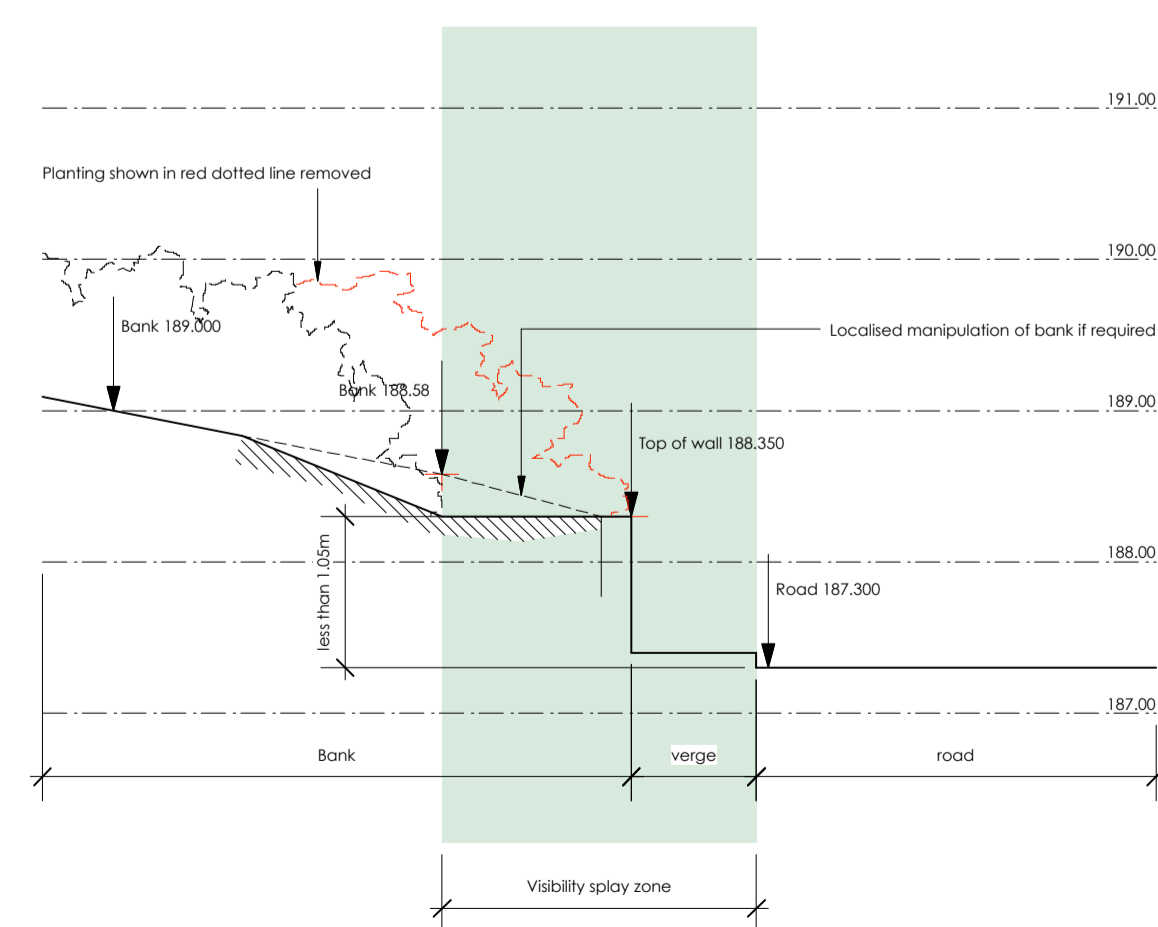 191.00
Planting shown in red dotted line removed
190.00
Bank 189.000
Localised manipulation of bank if required
Bank 188.58
189.00
Top of wall 188.350
188.00
less than 1.05m
Road 187.300
187.00
Bank
verge
road
Visibility splay zone